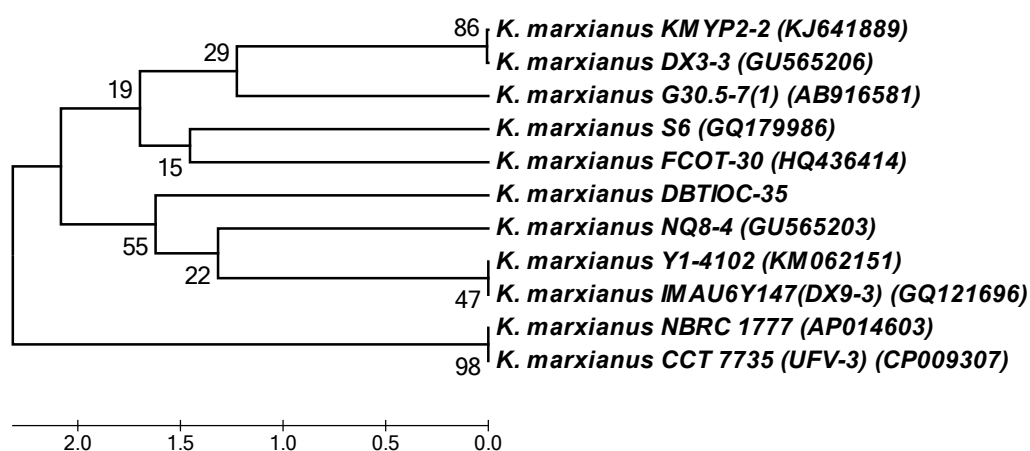 86 K. marxianus KMYP2-2 (KJ641889)
29 K. marxianus DX3-3 (GU565206)
19 K. marxianus G30.5-7(1) (AB916581)
K. marxianus S6 (GQ179986)
15 K. marxianus FCOT-30 (HQ436414)
K. marxianus DBTIOC-35
55 K. marxianus NQ8-4 (GU565203)
22 K. marxianus Y1-4102 (KM062151)
47 K. marxianus IMAU6Y147(DX9-3) (GQ121696)
K. marxianus NBRC 1777 (AP014603)
98 K. marxianus CCT 7735 (UFV-3) (CP009307)
2.0 1.5 1.0 0.5 0.0